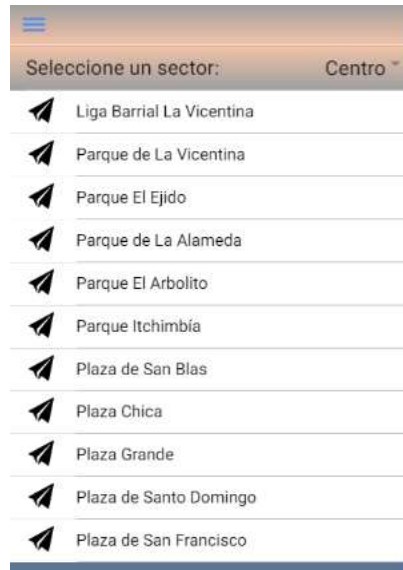 Seleccione un sector: Centro
Liga Barrial La Vicentina
Parque de La Vicentina
Parque El Ejido
Parque de La Alameda
Parque El Arbolito
Parque Itchimbía
Plaza de San Blas
Plaza Chica
Plaza Grande
Plaza de Santo Domingo
Plaza de San Francisco